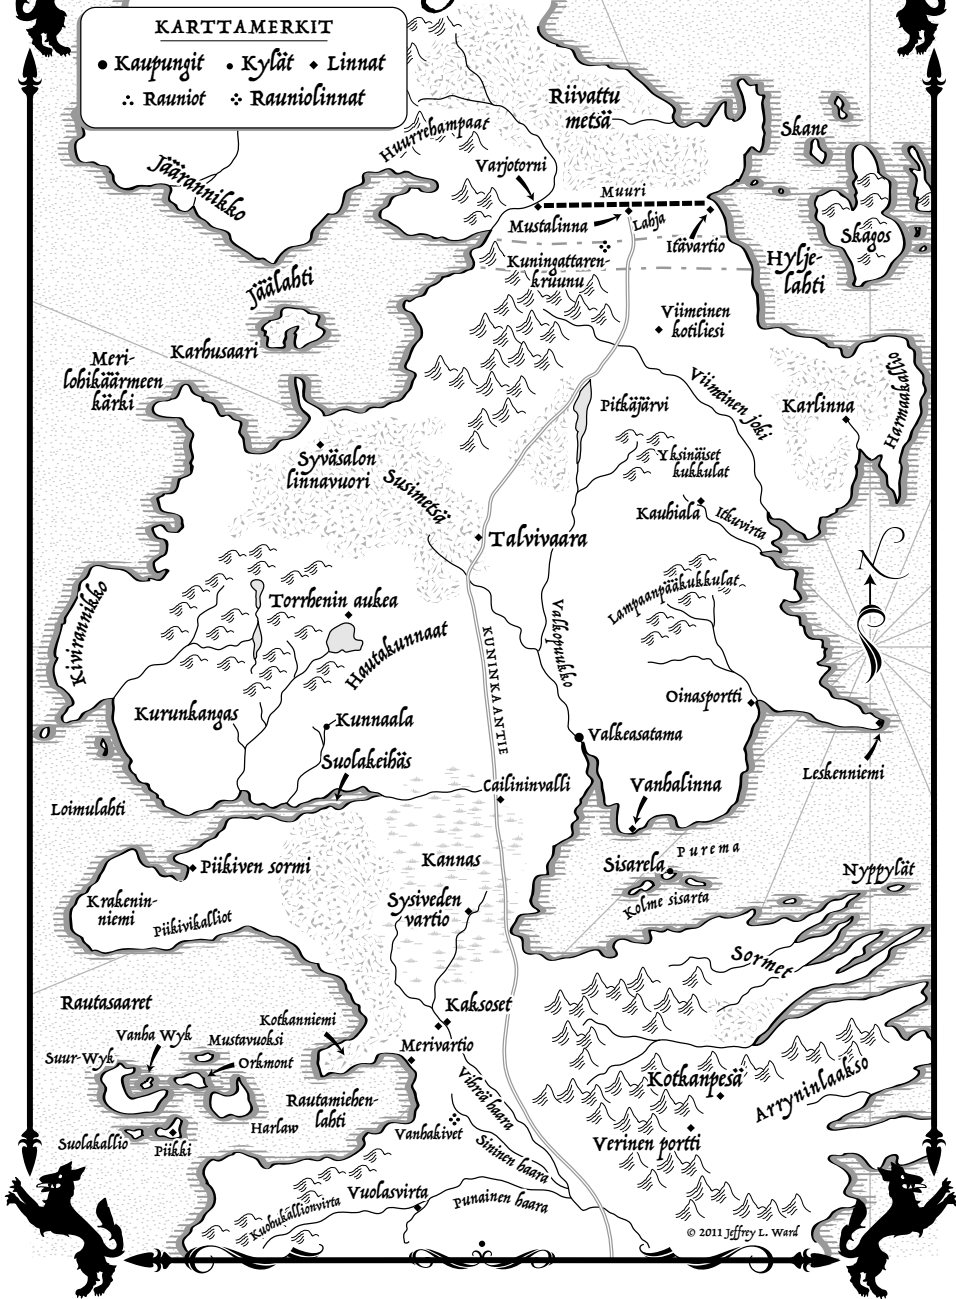 KARTTAMERKIT
Kaupungit Kylät Linnat
Rauniot Rauniolinnat
Riivattu
metsä
Skane
Huurrehampaat
Jäärannikko
Varjotorni
Muuri
Mustalinna
Lahja
Itävartio
Skagos
Kuningattaren-
kruunu
Hylje-
lahti
Jäälahti
Viimeinen
kotiliesi
Karhusaari
Meri-
lohikäärmeen
kärki
Viimeinen joki
Pitkäjärvi
Karlinna
Harmaakallio
Syväsalon
linnavuori
Susimetsä
Yksinäiset
kukkulat
Kauhiala
Itkuvirta
Talvivaara
N
Kivirannikko
Torrhenin aukea
Lampaanpääkukkulat
Hautakunnaat
KUNINKAANTIE
Valkopuukko
Kurunkangas
Kunnaala
Oinasportti
Valkeasatama
Suolakeihäs
Leskenniemi
Cailininvalli
Vanhalinna
Loimulahti
Purema
Piikiven sormi
Kannas
Sisarela
Nyppylät
Krakenin-
niemi
Piikivikalliot
Sysiveden
vartio
Kolme sisarta
Sormet
Rautasaaret
Kaksoset
Kotkanniemi
Vanha Wyk
Mustavuoksi
Merivartio
Suur-Wyk
Orkmont
Kotkanpesä
Arryninlaakso
Rautamiehen-
lahti
Harlaw
Vihreä haara
Vanhakivet
Sininen haara
Verinen portti
Suolakallio
Piikki
Kuohukallionvirta
Vuolasvirta
Punainen haara
© 2011 Jeffrey L. Ward